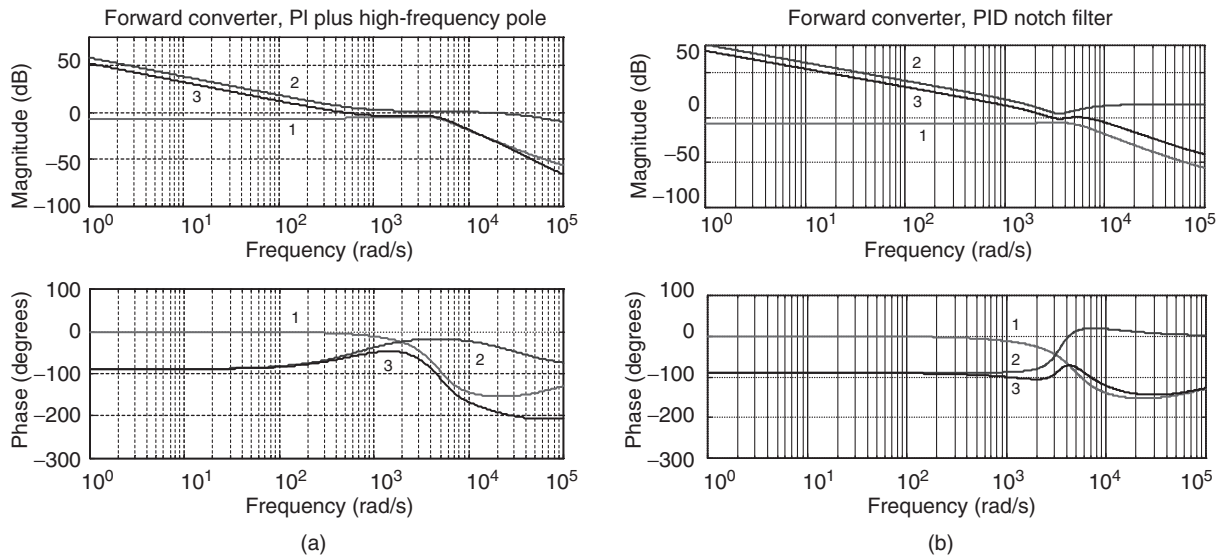 Forward converter, PI plus high-frequency pole
Magnitude (dB)
50
0
−50
−100
2
3
1
10^0 10^1 10^2 10^3 10^4 10^5
Frequency (rad/s)
Phase (degrees)
100
0
−100
−200
−300
1
2
3
10^0 10^1 10^2 10^3 10^4 10^5
Frequency (rad/s)
(a)
Forward converter, PID notch filter
Magnitude (dB)
50
0
−50
−100
2
3
1
10^0 10^1 10^2 10^3 10^4 10^5
Frequency (rad/s)
Phase (degrees)
100
0
−100
−200
−300
1
2
3
10^0 10^1 10^2 10^3 10^4 10^5
Frequency (rad/s)
(b)